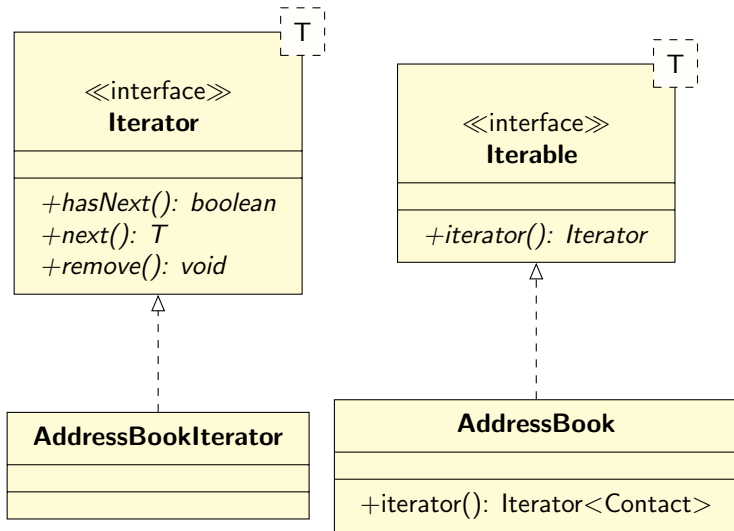 T
≪interface≫
Iterator
+hasNext(): boolean
+next(): T
+remove(): void
AddressBookIterator
T
≪interface≫
Iterable
+iterator(): Iterator
AddressBook
+iterator(): Iterator<Contact>